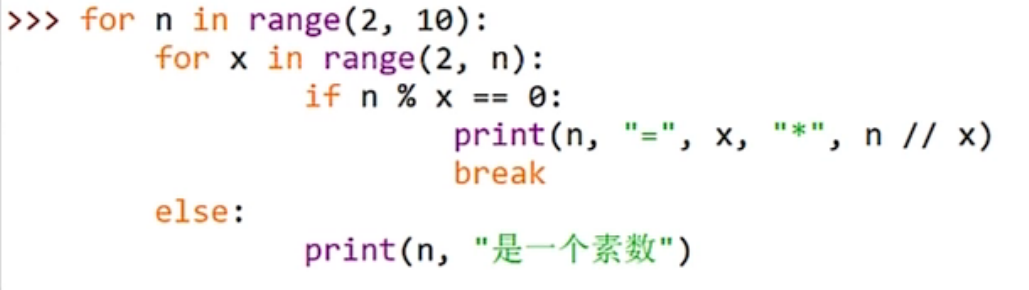 >>> for n in range(2, 10):
        for x in range(2, n):
                if n % x == 0:
                        print(n, "=", x, "*", n // x)
                        break
        else:
                print(n, "是一个素数")